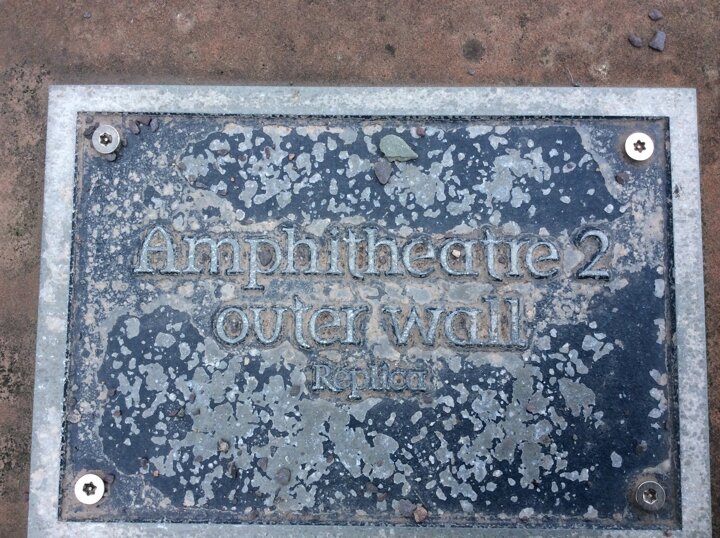 Amphitheatre 2
outer wall
Replica